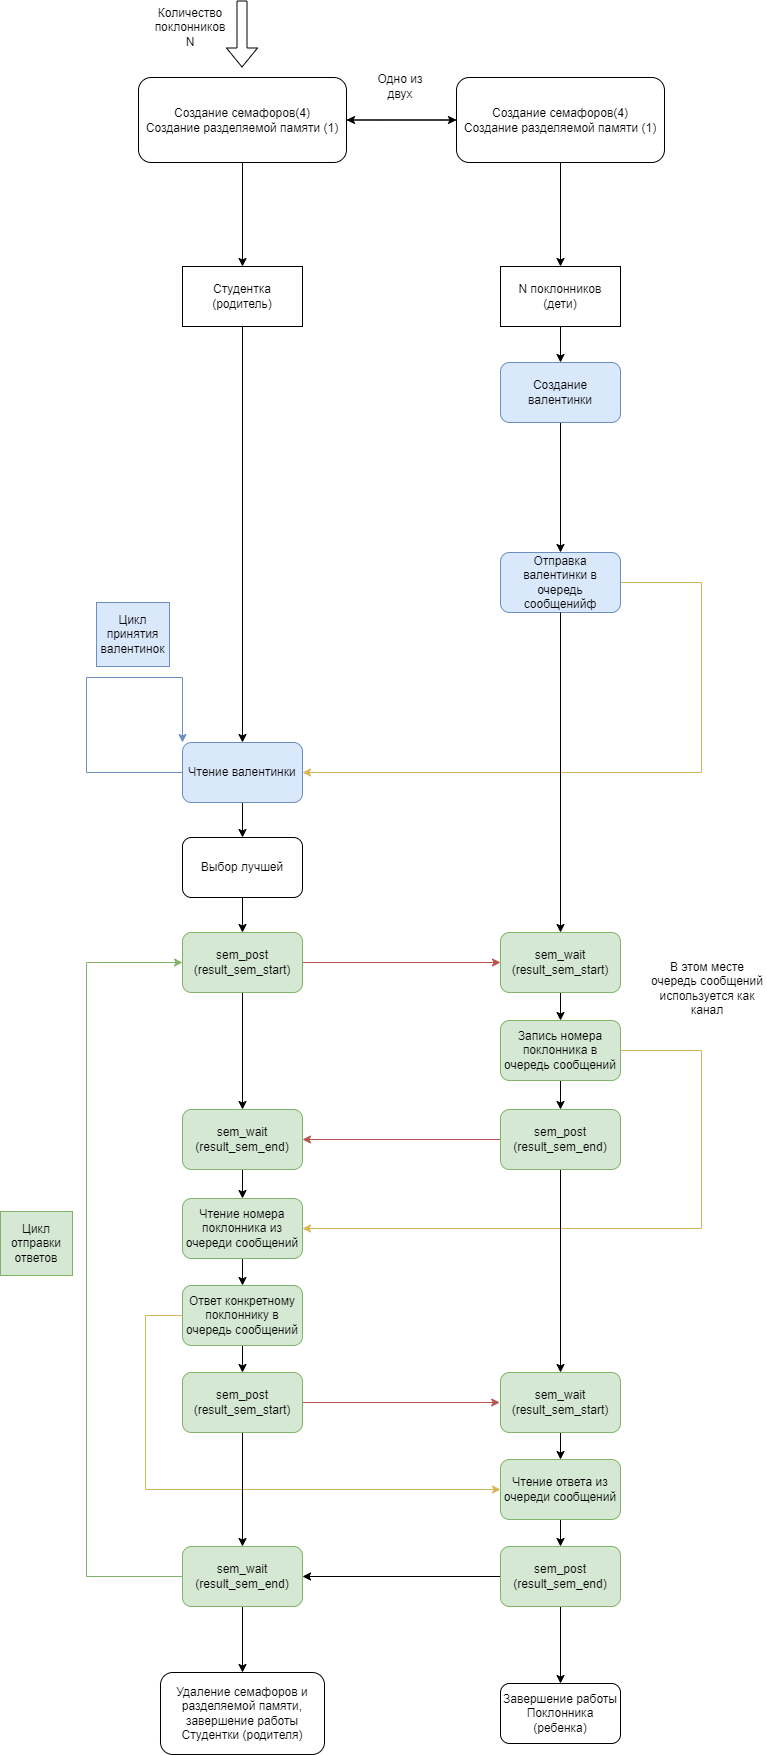 Количество
поклонников
N
Одно из
двух
Создание семафоров(4)
Создание разделяемой памяти (1)
Создание семафоров(4)
Создание разделяемой памяти (1)
Студентка
(родитель)
N поклонников
(дети)
Создание
валентинки
Отправка
валентинки в
очередь
сообщенийф
Цикл
принятия
валентинок
Чтение валентинки
Выбор лучшей
sem_post
(result_sem_start)
sem_wait
(result_sem_start)
В этом месте
очередь сообщений
используется как
канал
Запись номера
поклонника в
очередь сообщений
sem_wait
(result_sem_end)
sem_post
(result_sem_end)
Чтение номера
поклонника из
очереди сообщений
Цикл
отправки
ответов
Ответ конкретному
поклоннику в
очередь сообщений
sem_post
(result_sem_start)
sem_wait
(result_sem_start)
Чтение ответа из
очереди сообщений
sem_wait
(result_sem_end)
sem_post
(result_sem_end)
Удаление семафоров и
разделяемой памяти,
завершение работы
Студентки (родителя)
Завершение работы
Поклонника
(ребенка)